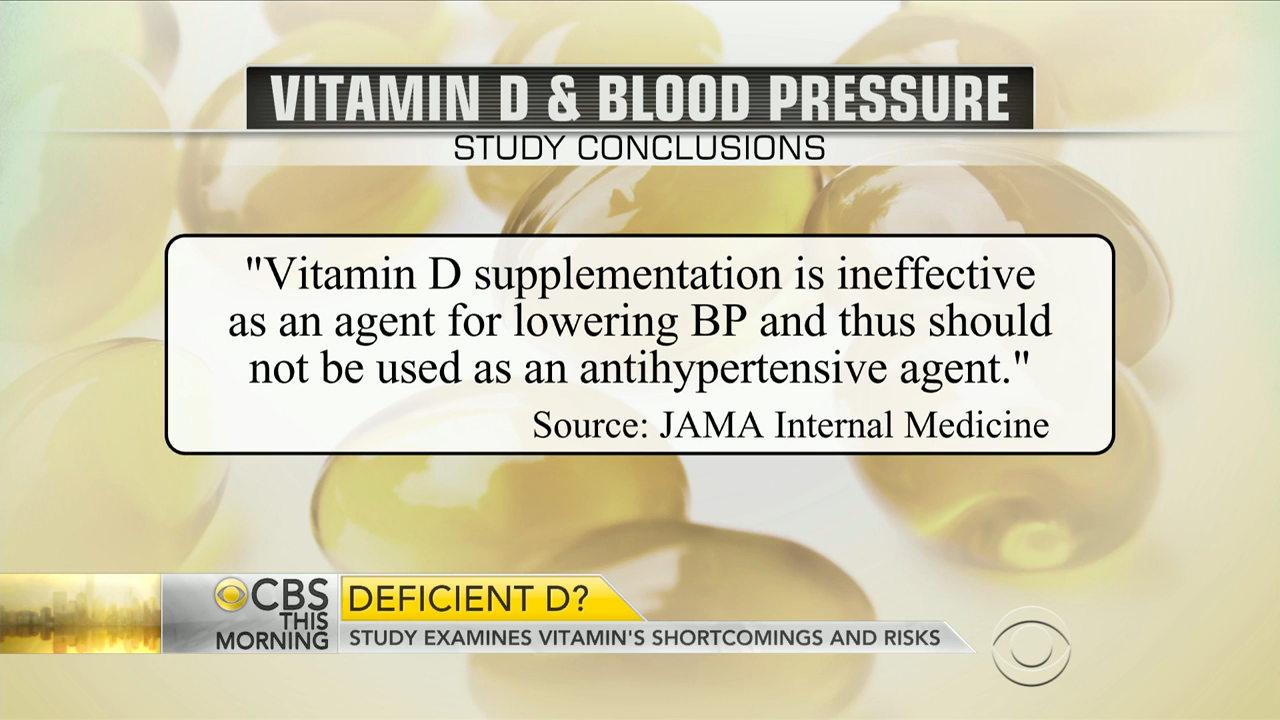 VITAMIN D & BLOOD PRESSURE
STUDY CONCLUSIONS
"Vitamin D supplementation is ineffective
as an agent for lowering BP and thus should
not be used as an antihypertensive agent."
Source: JAMA Internal Medicine
CBS
THIS
MORNING
DEFICIENT D?
STUDY EXAMINES VITAMIN'S SHORTCOMINGS AND RISKS